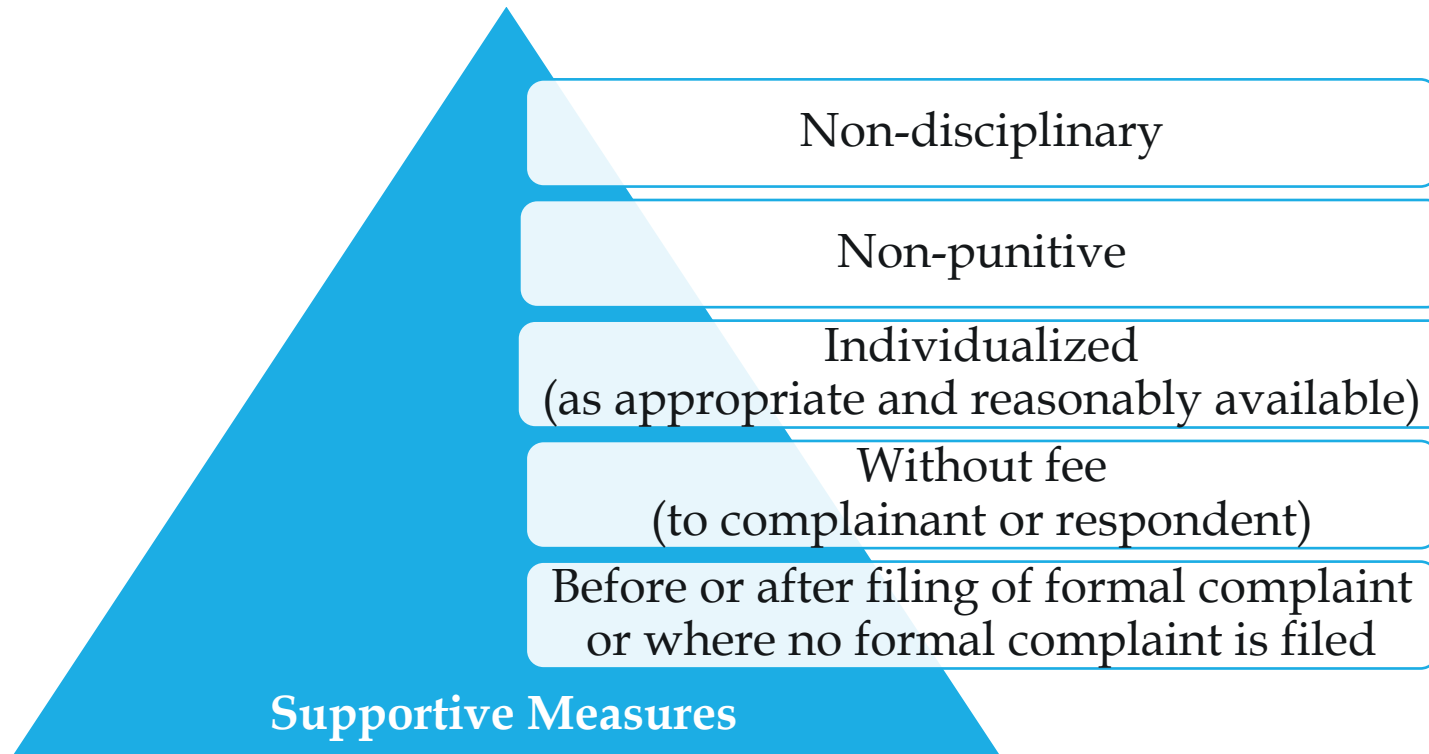 Non-disciplinary
Non-punitive
Individualized
(as appropriate and reasonably available)
Without fee
(to complainant or respondent)
Before or after filing of formal complaint
or where no formal complaint is filed
Supportive Measures